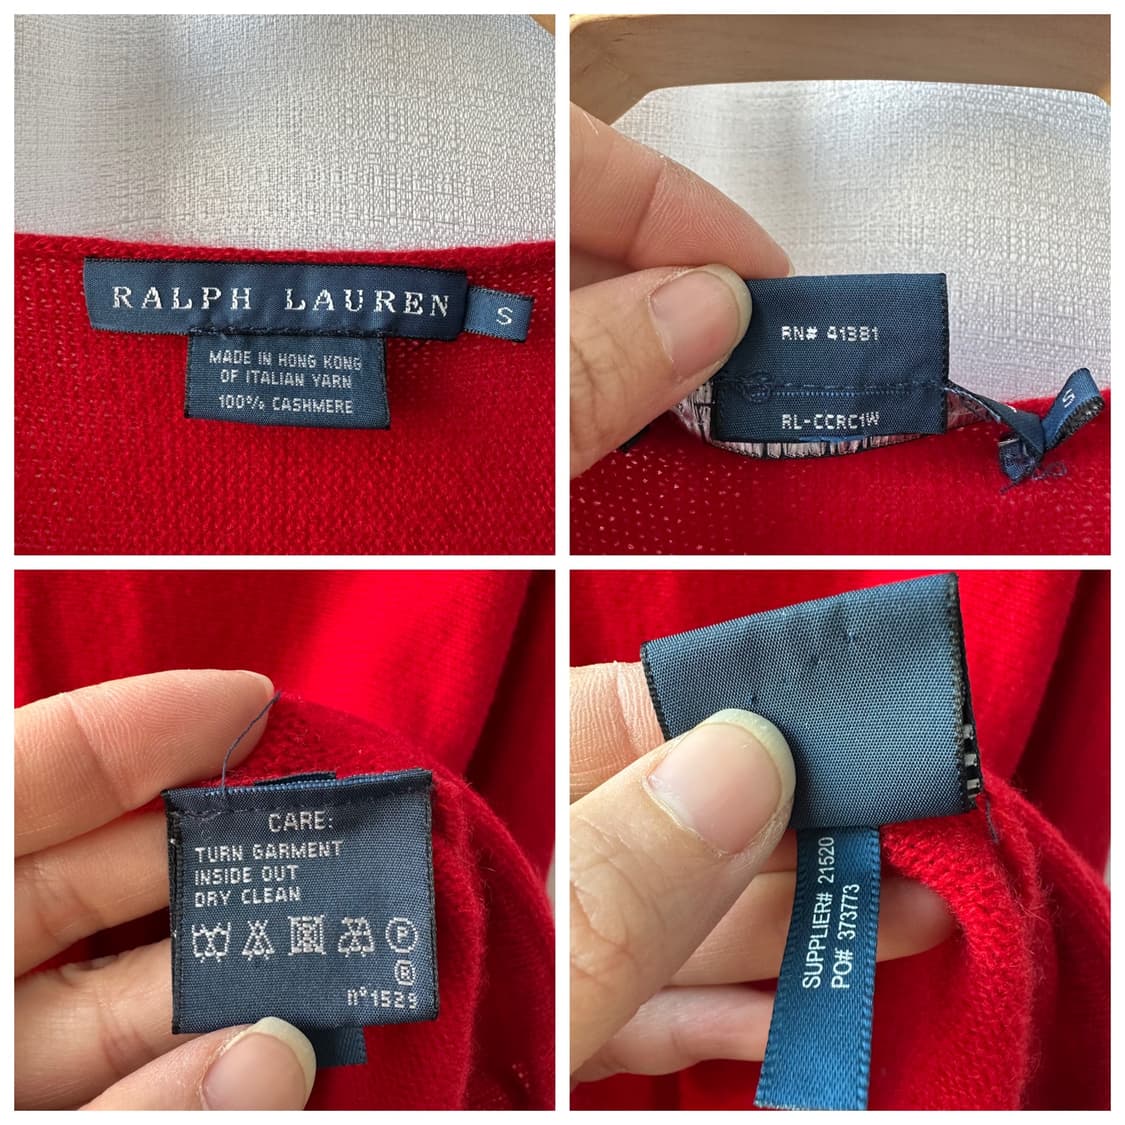 RALPH LAUREN
S
MADE IN HONG KONG
OF ITALIAN YARN
100% CASHMERE
RN# 41381
RL-CCRC1W
S
CARE:
TURN GARMENT
INSIDE OUT
DRY CLEAN
P
R
n°1529
SUPPLIER# 21520
PO# 373773